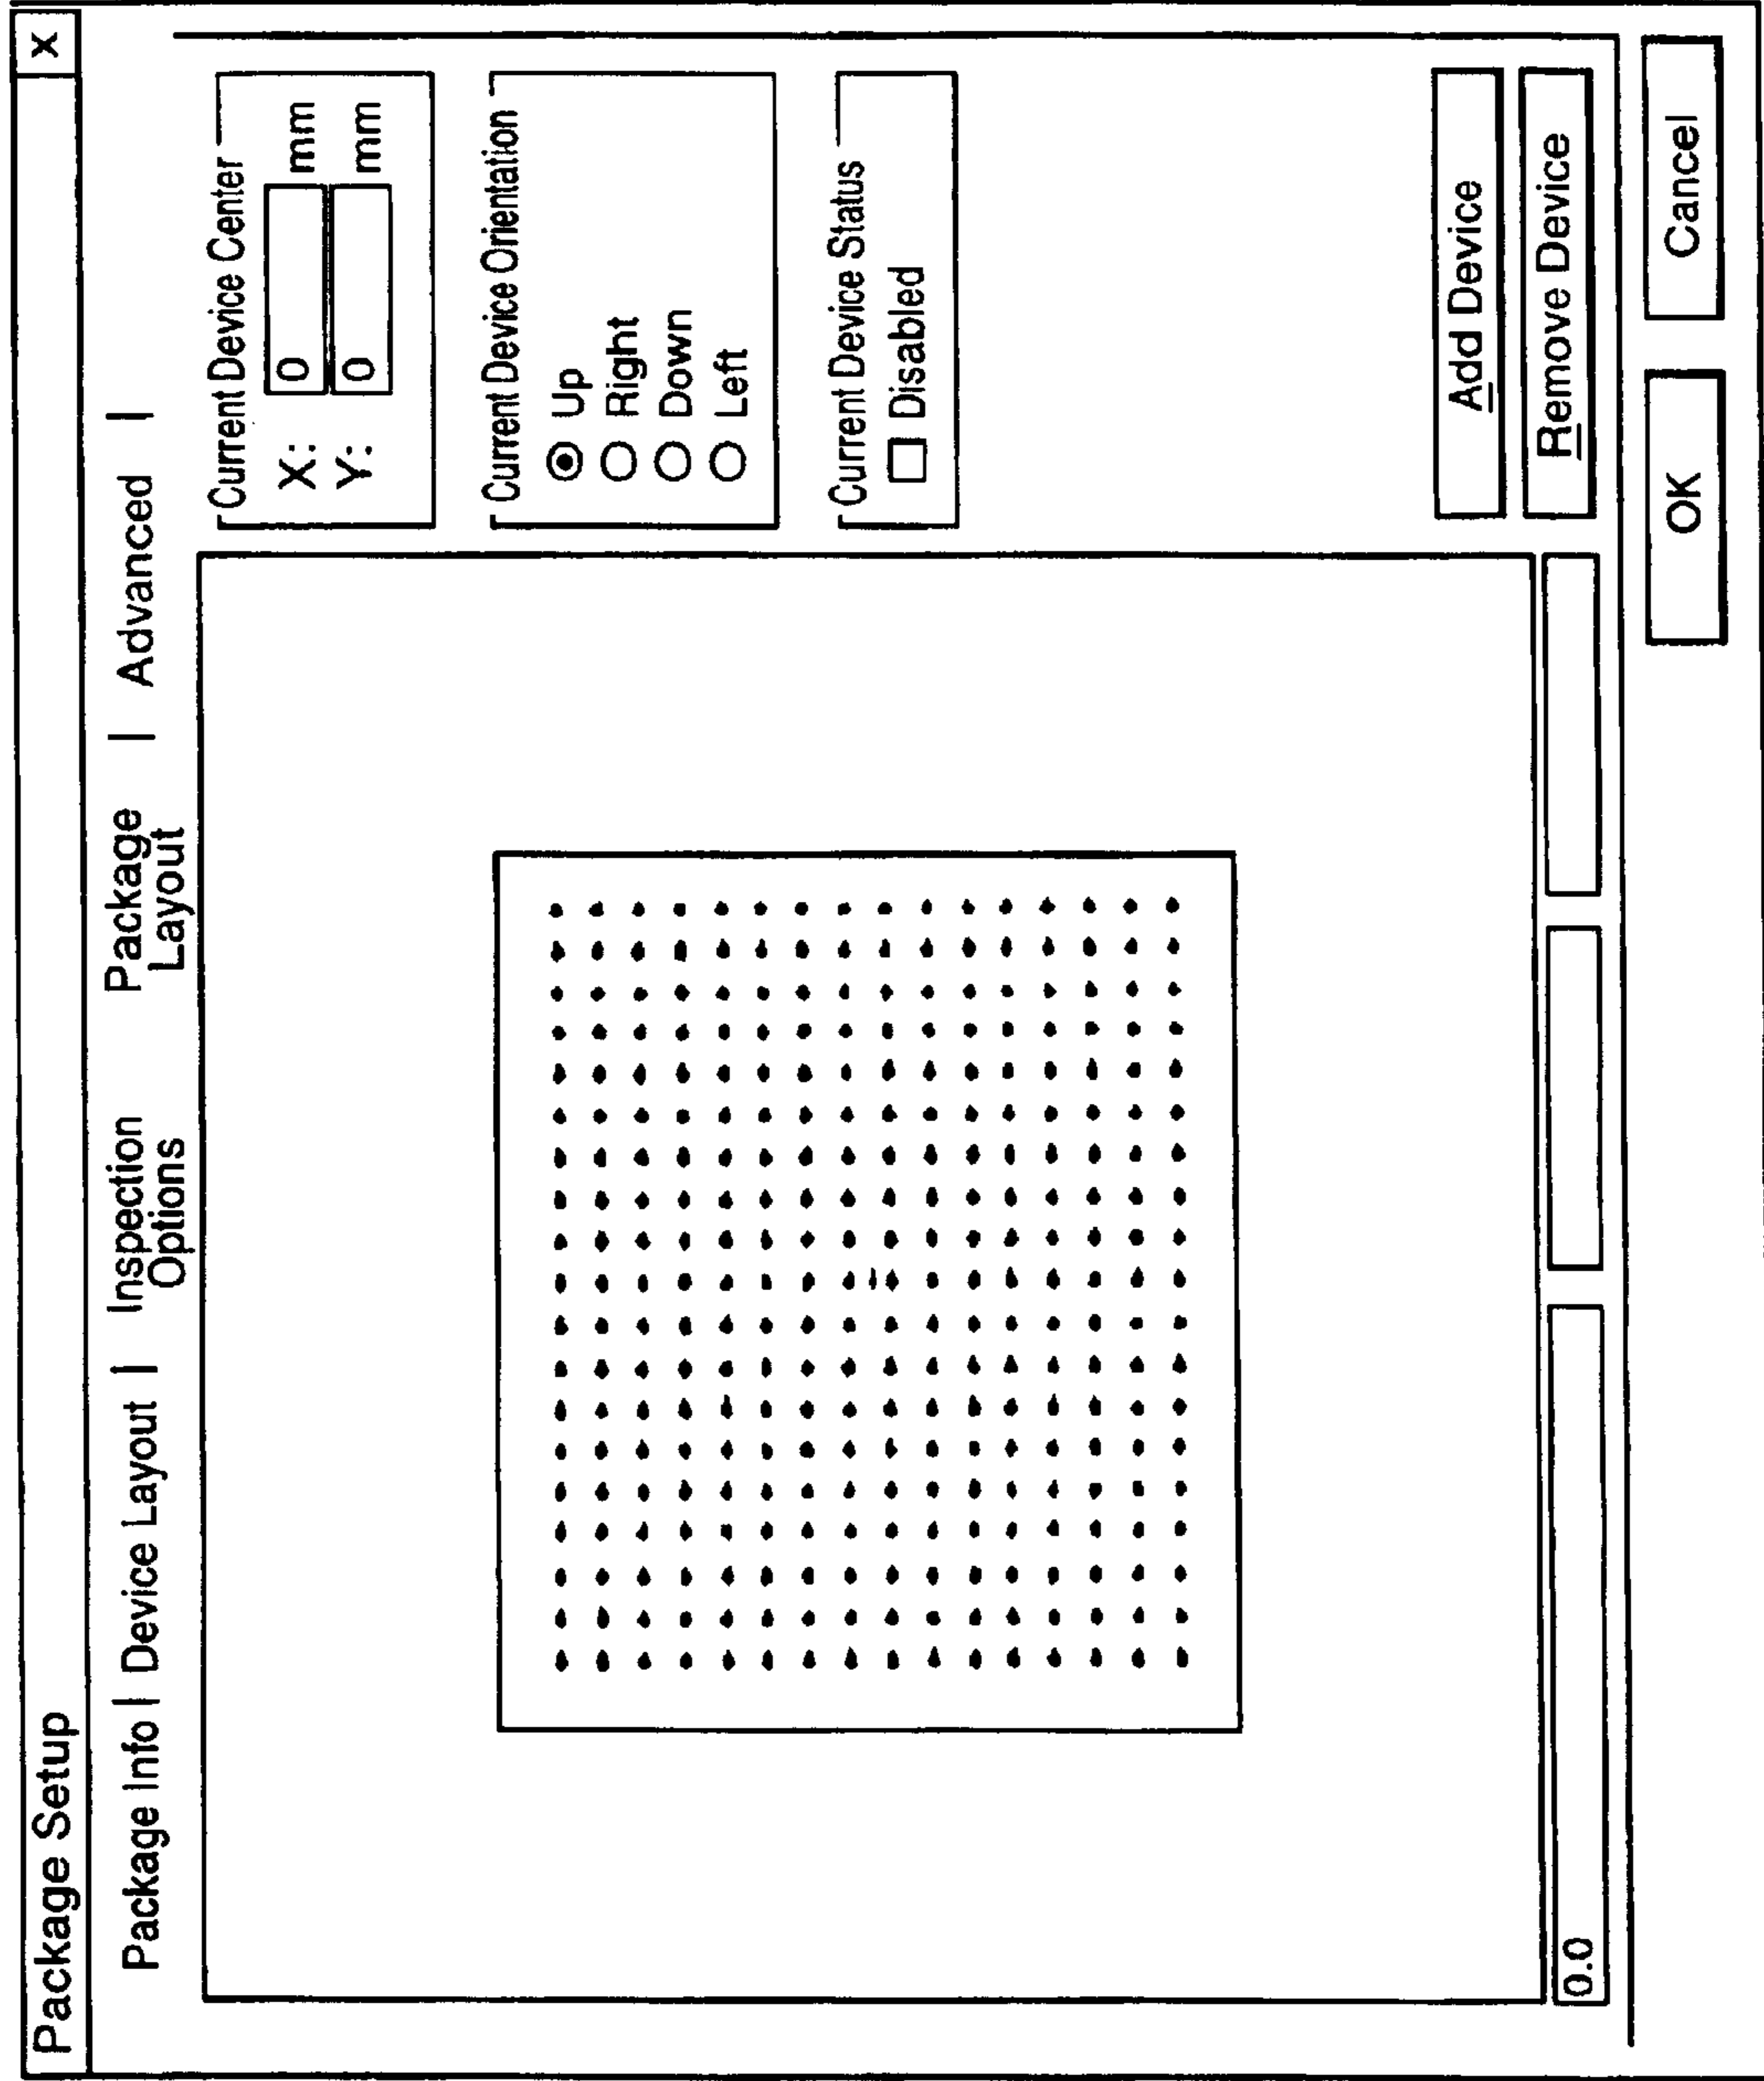 Package Setup
X
Package Info | Device Layout | Inspection Options | Package Layout | Advanced |
Current Device Center
X: 0 mm
Y: 0 mm
Current Device Orientation
Up
Right
Down
Left
Current Device Status
Disabled
Add Device
Remove Device
0.0
OK
Cancel